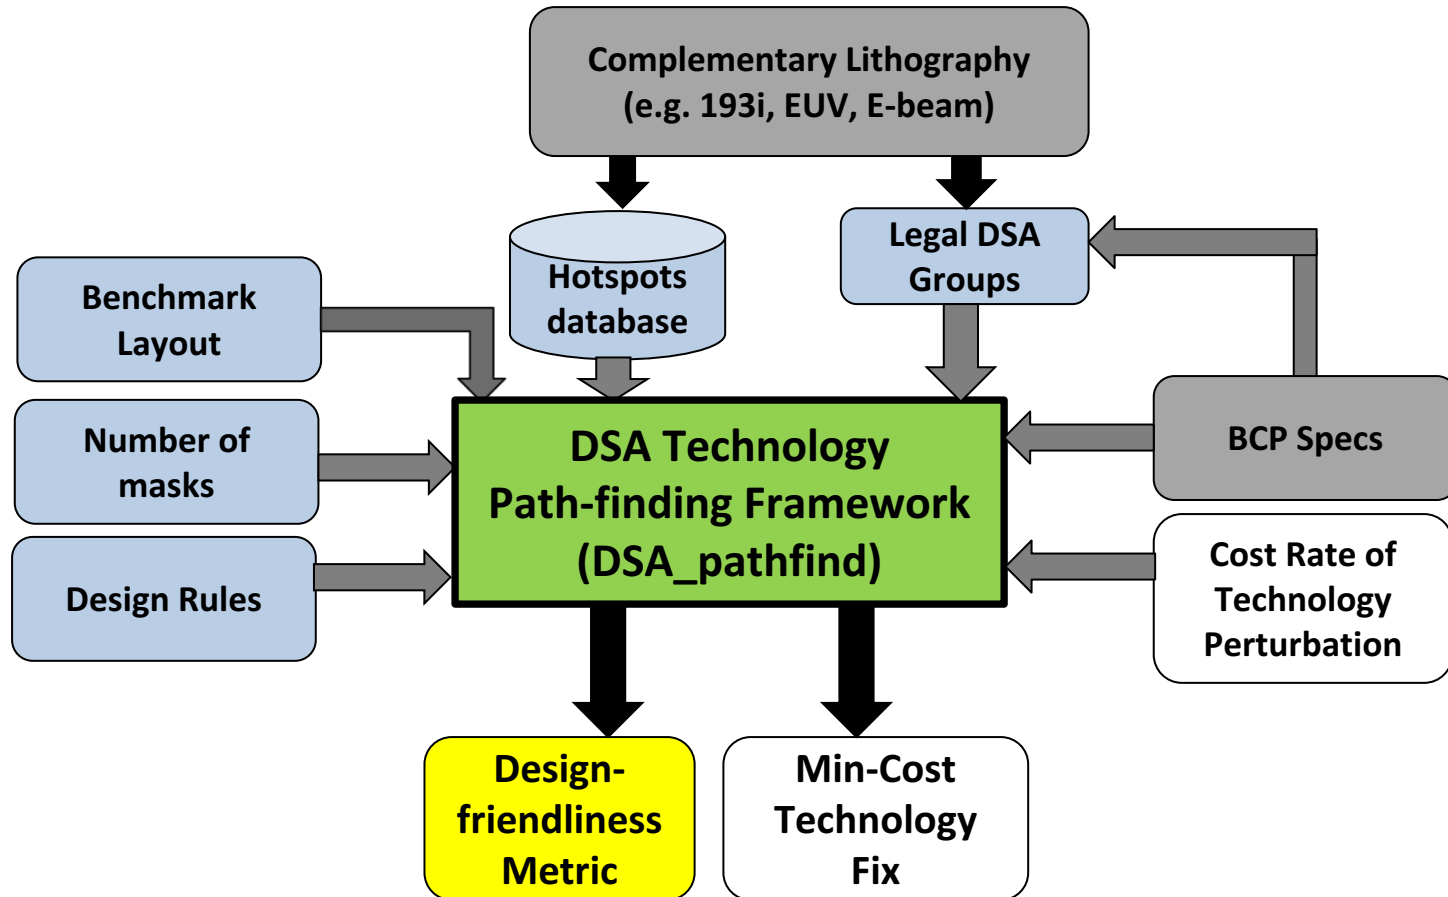 Complementary Lithography
(e.g. 193i, EUV, E-beam)
Hotspots
database
Legal DSA
Groups
Benchmark
Layout
Number of
masks
Design Rules
DSA Technology
Path-finding Framework
(DSA_pathfind)
BCP Specs
Cost Rate of
Technology
Perturbation
Design-
friendliness
Metric
Min-Cost
Technology
Fix